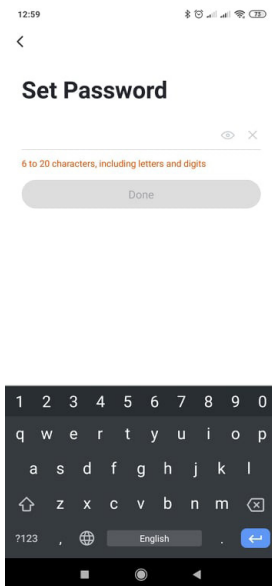 12:59
73
Set Password
6 to 20 characters, including letters and digits
Done
1 2 3 4 5 6 7 8 9 0
q w e r t y u i o p
a s d f g h j k l
z x c v b n m
?123 , English .